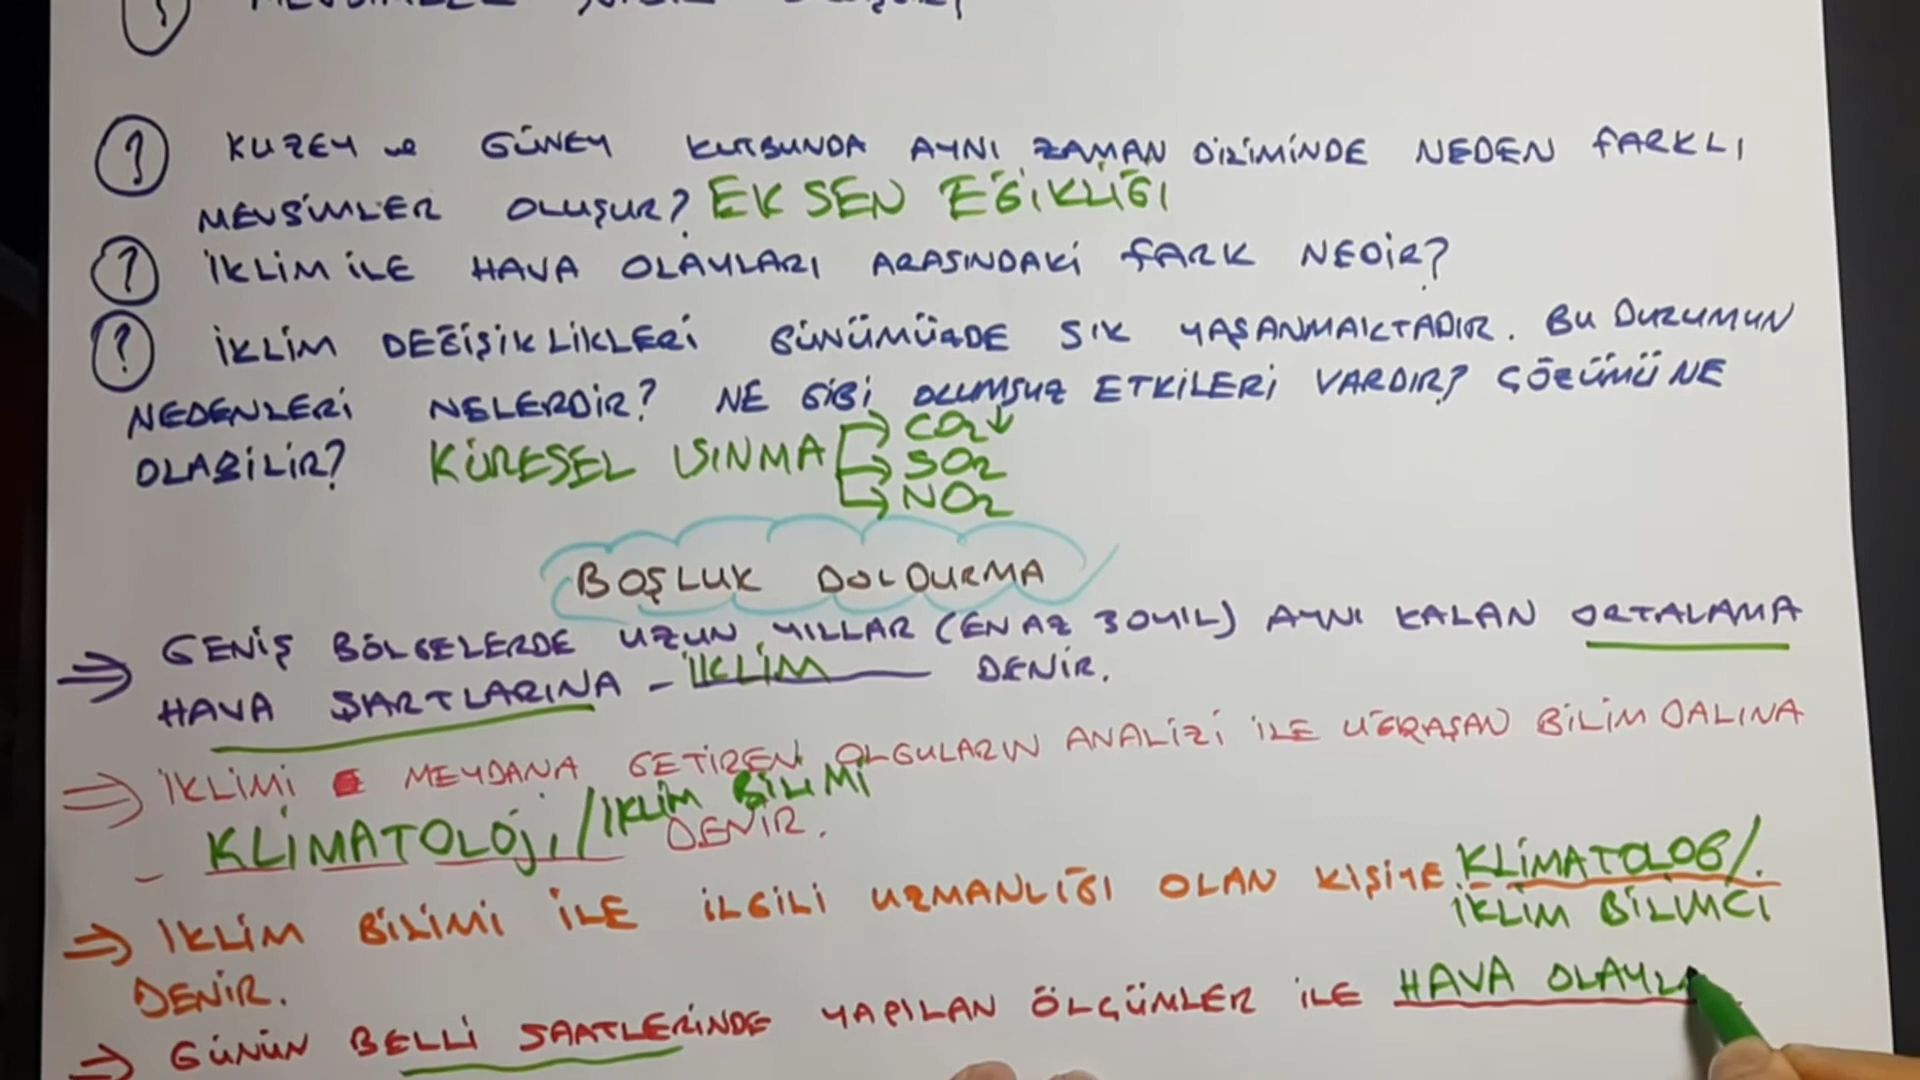 KUZEY ve GÜNEY KUTBUNDA AYNI ZAMAN DİLİMİNDE NEDEN FARKLI
MEVSİMLER OLUŞUR? EKSEN EĞİKLİĞİ
? İKLİM İLE HAVA OLAYLARI ARASINDAKİ FARK NEDİR?
? İKLİM DEĞİŞİKLİKLERİ GÜNÜMÜZDE SIK YAŞANMAKTADIR. BU DURUMUN
NEDENLERİ NELERDİR? NE GİBİ OLUMSUZ ETKİLERİ VARDIR? ÇÖZÜMÜ NE
OLABİLİR? KÜRESEL ISINMA → CO2↓
→ SO2
→ NO2
BOŞLUK DOLDURMA
⇒ GENİŞ BÖLGELERDE UZUN YILLAR (EN AZ 30 YIL) AYNI KALAN ORTALAMA
HAVA ŞARTLARINA - İKLİM DENİR.
⇒ İKLİMİ MEYDANA GETİREN OLGULARIN ANALİZİ İLE UĞRAŞAN BİLİM DALINA
- KLİMATOLOJİ / İKLİM BİLİMİ DENİR.
⇒ İKLİM BİLİMİ İLE İLGİLİ UZMANLIĞI OLAN KİŞİYE KLİMATOLOG /
İKLİM BİLİMCİ
DENİR.
⇒ GÜNÜN BELLİ SAATLERİNDE YAPILAN ÖLÇÜMLER İLE HAVA